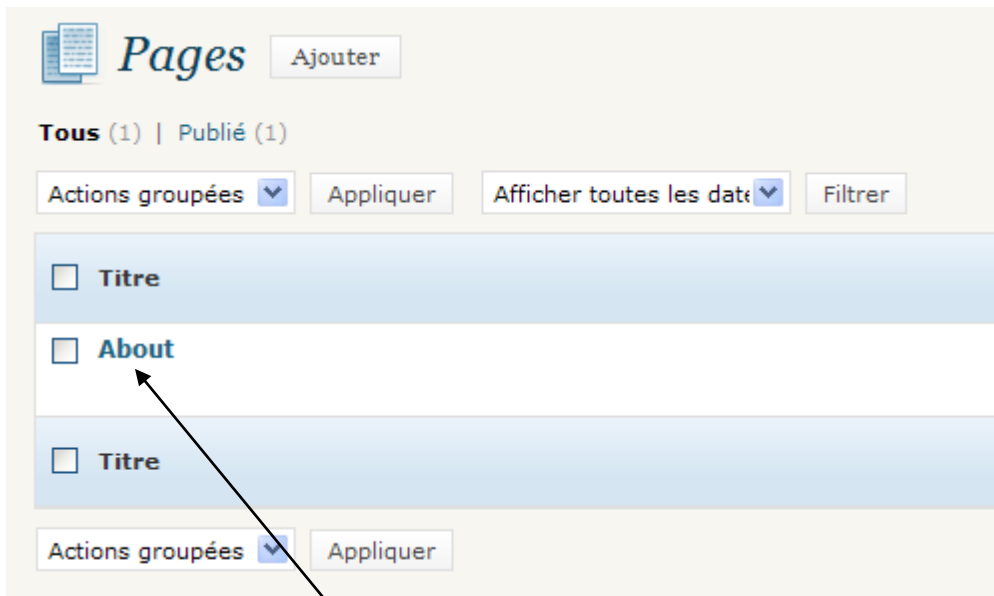 Pages Ajouter
Tous (1) | Publié (1)
Actions groupées Appliquer Afficher toutes les date Filtrer
Titre
About
Titre
Actions groupées Appliquer